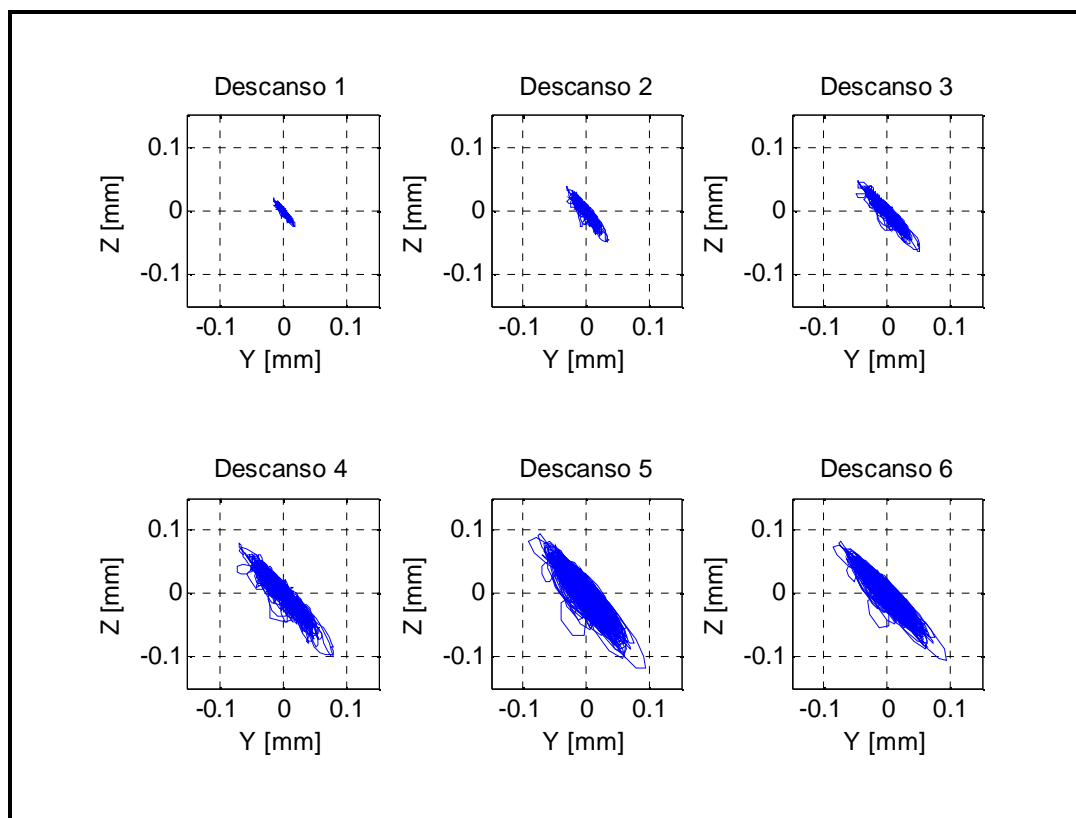 Descanso 1
Descanso 2
Descanso 3
0.1
0
-0.1
Z [mm]
-0.1 0 0.1
Y [mm]
0.1
0
-0.1
Z [mm]
-0.1 0 0.1
Y [mm]
0.1
0
-0.1
Z [mm]
-0.1 0 0.1
Y [mm]
Descanso 4
Descanso 5
Descanso 6
0.1
0
-0.1
Z [mm]
-0.1 0 0.1
Y [mm]
0.1
0
-0.1
Z [mm]
-0.1 0 0.1
Y [mm]
0.1
0
-0.1
Z [mm]
-0.1 0 0.1
Y [mm]